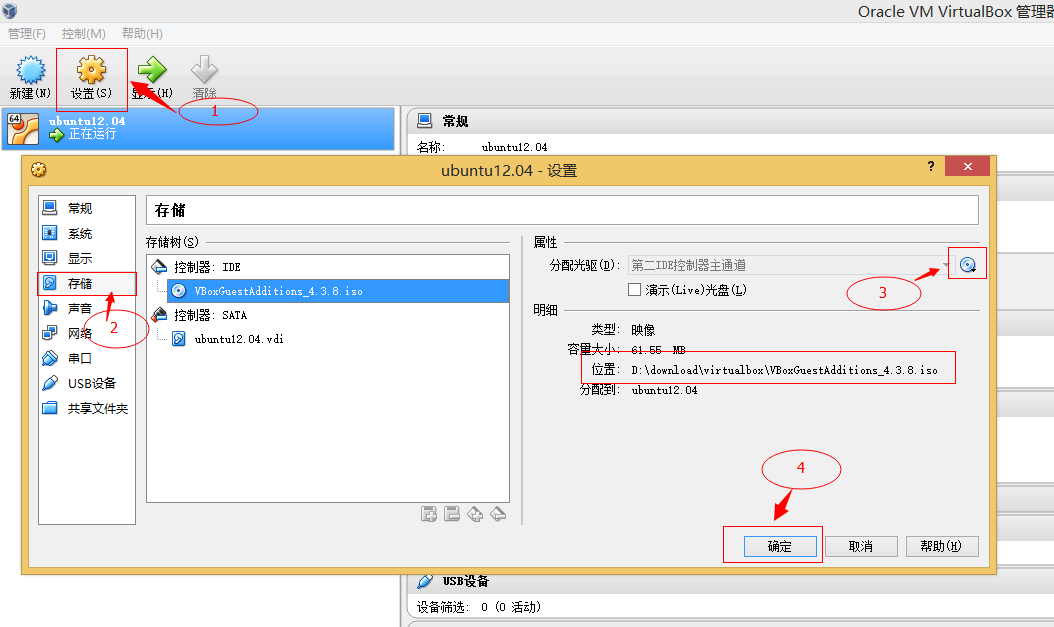 Oracle VM VirtualBox 管理器
管理(F) 控制(M) 帮助(H)
新建(N) 设置(S) 显示(H) 清除
1
64
ubuntu12.04
正在运行
常规
名称: ubuntu12.04
ubuntu12.04 - 设置
?
常规
系统
显示
存储
声音
网络
串口
USB设备
共享文件夹
2
存储
存储树(S)
控制器: IDE
VBoxGuestAdditions_4.3.8.iso
控制器: SATA
ubuntu12.04.vdi
属性
分配光驱(D): 第二IDE控制器主通道
演示(Live)光盘(L)
3
明细
类型: 映像
容量大小: 61.55 MB
位置: D:\download\virtualbox\VBoxGuestAdditions_4.3.8.iso
分配到: ubuntu12.04
4
确定 取消 帮助(H)
USB设备
设备筛选: 0 (0 活动)